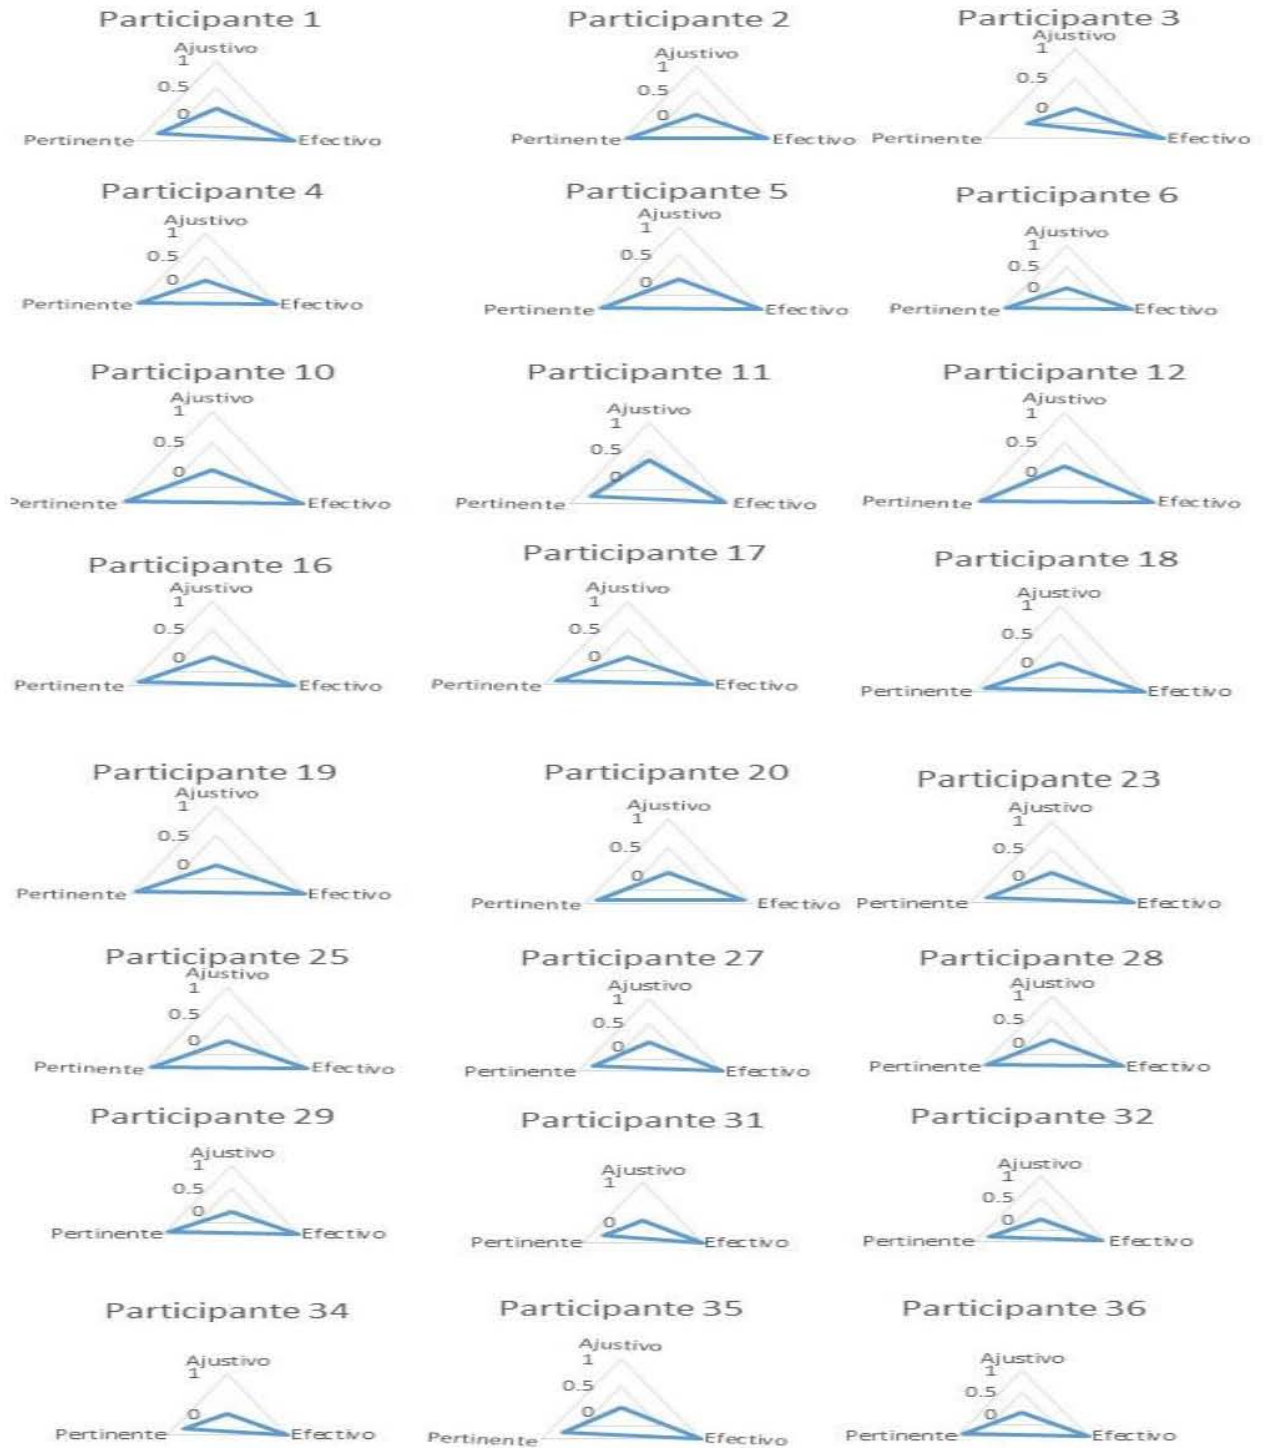 Participante 1
Ajustivo
1
0.5
0
Pertinente
Efectivo
Participante 2
Ajustivo
1
0.5
0
Pertinente
Efectivo
Participante 3
Ajustivo
1
0.5
0
Pertinente
Efectivo
Participante 4
Ajustivo
1
0.5
0
Pertinente
Efectivo
Participante 5
Ajustivo
1
0.5
0
Pertinente
Efectivo
Participante 6
Ajustivo
1
0.5
0
Pertinente
Efectivo
Participante 10
Ajustivo
1
0.5
0
Pertinente
Efectivo
Participante 11
Ajustivo
1
0.5
0
Pertinente
Efectivo
Participante 12
Ajustivo
1
0.5
0
Pertinente
Efectivo
Participante 16
Ajustivo
1
0.5
0
Pertinente
Efectivo
Participante 17
Ajustivo
1
0.5
0
Pertinente
Efectivo
Participante 18
Ajustivo
1
0.5
0
Pertinente
Efectivo
Participante 19
Ajustivo
1
0.5
0
Pertinente
Efectivo
Participante 20
Ajustivo
1
0.5
0
Pertinente
Efectivo
Participante 23
Ajustivo
1
0.5
0
Pertinente
Efectivo
Participante 25
Ajustivo
1
0.5
0
Pertinente
Efectivo
Participante 27
Ajustivo
1
0.5
0
Pertinente
Efectivo
Participante 28
Ajustivo
1
0.5
0
Pertinente
Efectivo
Participante 29
Ajustivo
1
0.5
0
Pertinente
Efectivo
Participante 31
Ajustivo
1
0
Pertinente
Efectivo
Participante 32
Ajustivo
1
0.5
0
Pertinente
Efectivo
Participante 34
Ajustivo
1
0
Pertinente
Efectivo
Participante 35
Ajustivo
1
0.5
0
Pertinente
Efectivo
Participante 36
Ajustivo
1
0.5
0
Pertinente
Efectivo